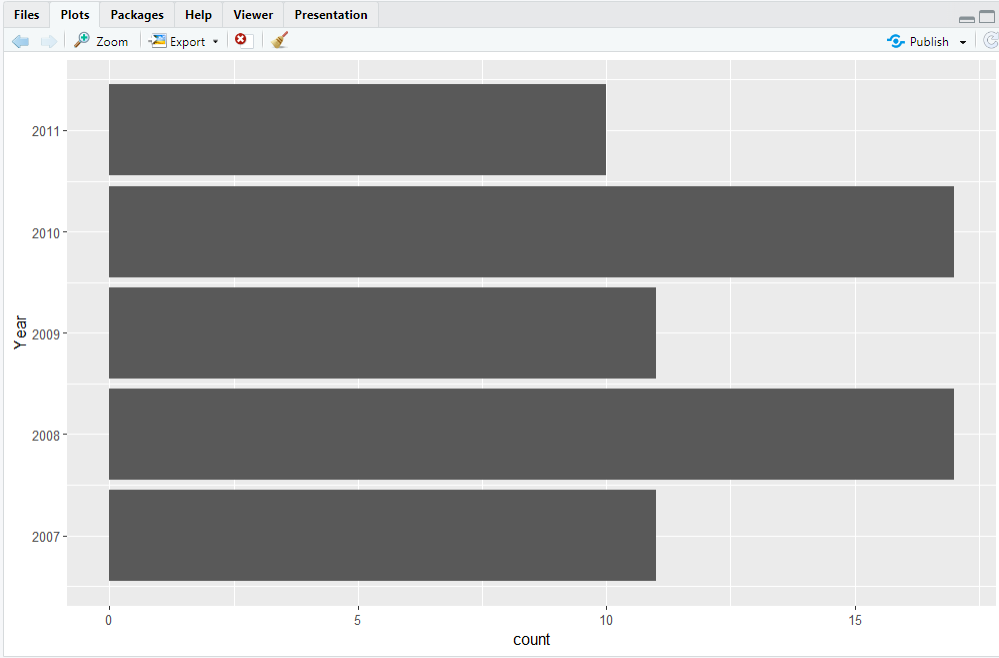 Files Plots Packages Help Viewer Presentation
Zoom Export Publish
2011
2010
2009
2008
2007
Year
0 5 10 15
count